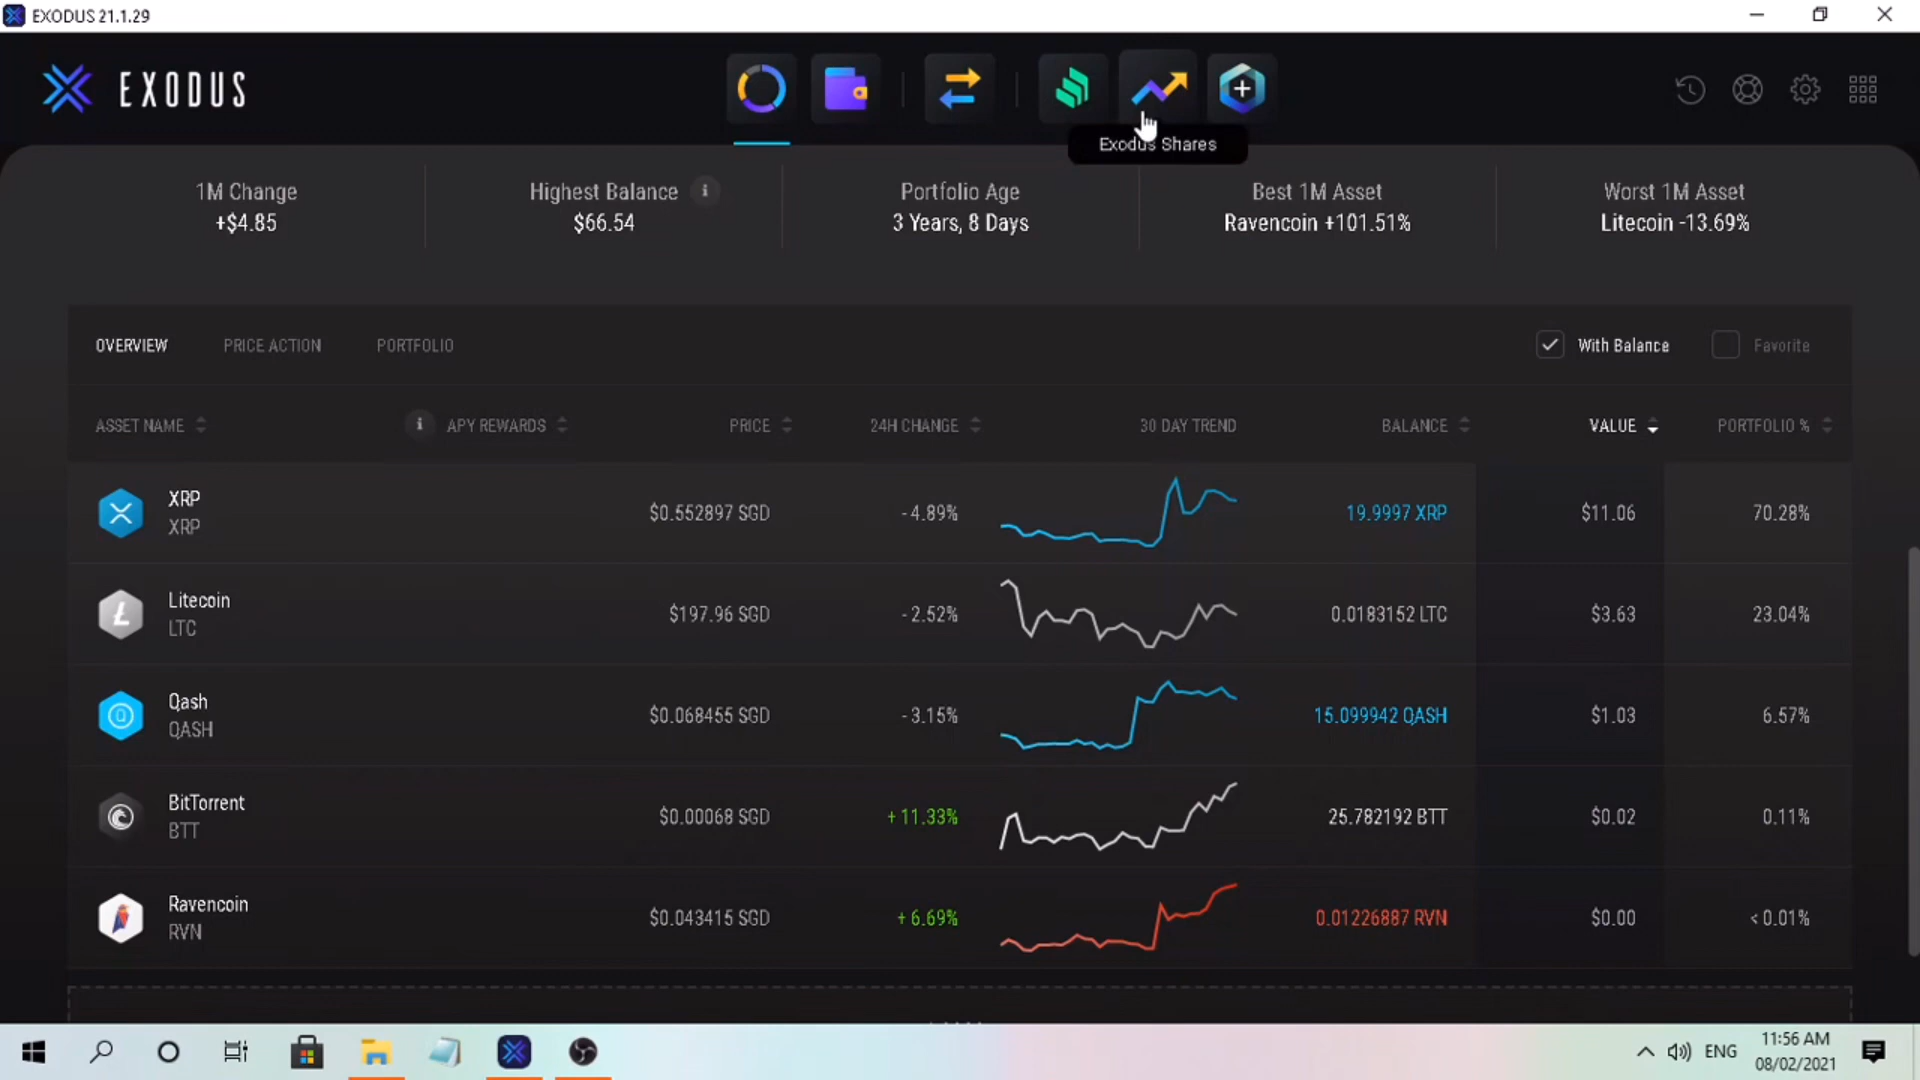 EXODUS 21.1.29
EXODUS
Exodus Shares
1M Change
+$4.85
Highest Balance i
$66.54
Portfolio Age
3 Years, 8 Days
Best 1M Asset
Ravencoin +101.51%
Worst 1M Asset
Litecoin -13.69%
OVERVIEW PRICE ACTION PORTFOLIO With Balance Favorite
ASSET NAME i APY REWARDS PRICE 24H CHANGE 30 DAY TREND BALANCE VALUE PORTFOLIO %
XRP
XRP
$0.552897 SGD -4.89% 19.9997 XRP $11.06 70.28%
Litecoin
LTC
$197.96 SGD -2.52% 0.0183152 LTC $3.63 23.04%
Qash
QASH
$0.068455 SGD -3.15% 15.099942 QASH $1.03 6.57%
BitTorrent
BTT
$0.00068 SGD +11.33% 25.782192 BTT $0.02 0.11%
Ravencoin
RVN
$0.043415 SGD +6.69% 0.01226887 RVN $0.00 <0.01%
ENG
11:56 AM
08/02/2021